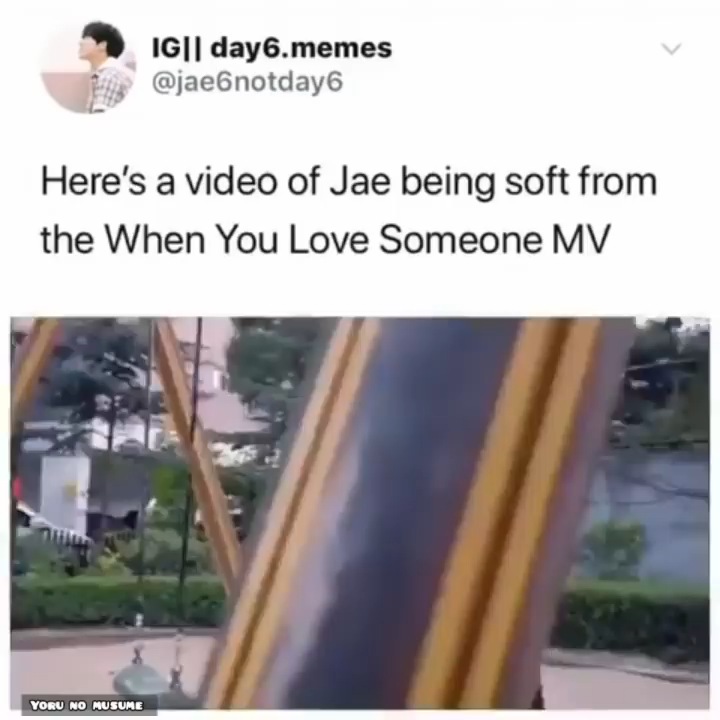 IG|| day6.memes
@jae6notday6
Here's a video of Jae being soft from
the When You Love Someone MV
YORU NO MUSUME